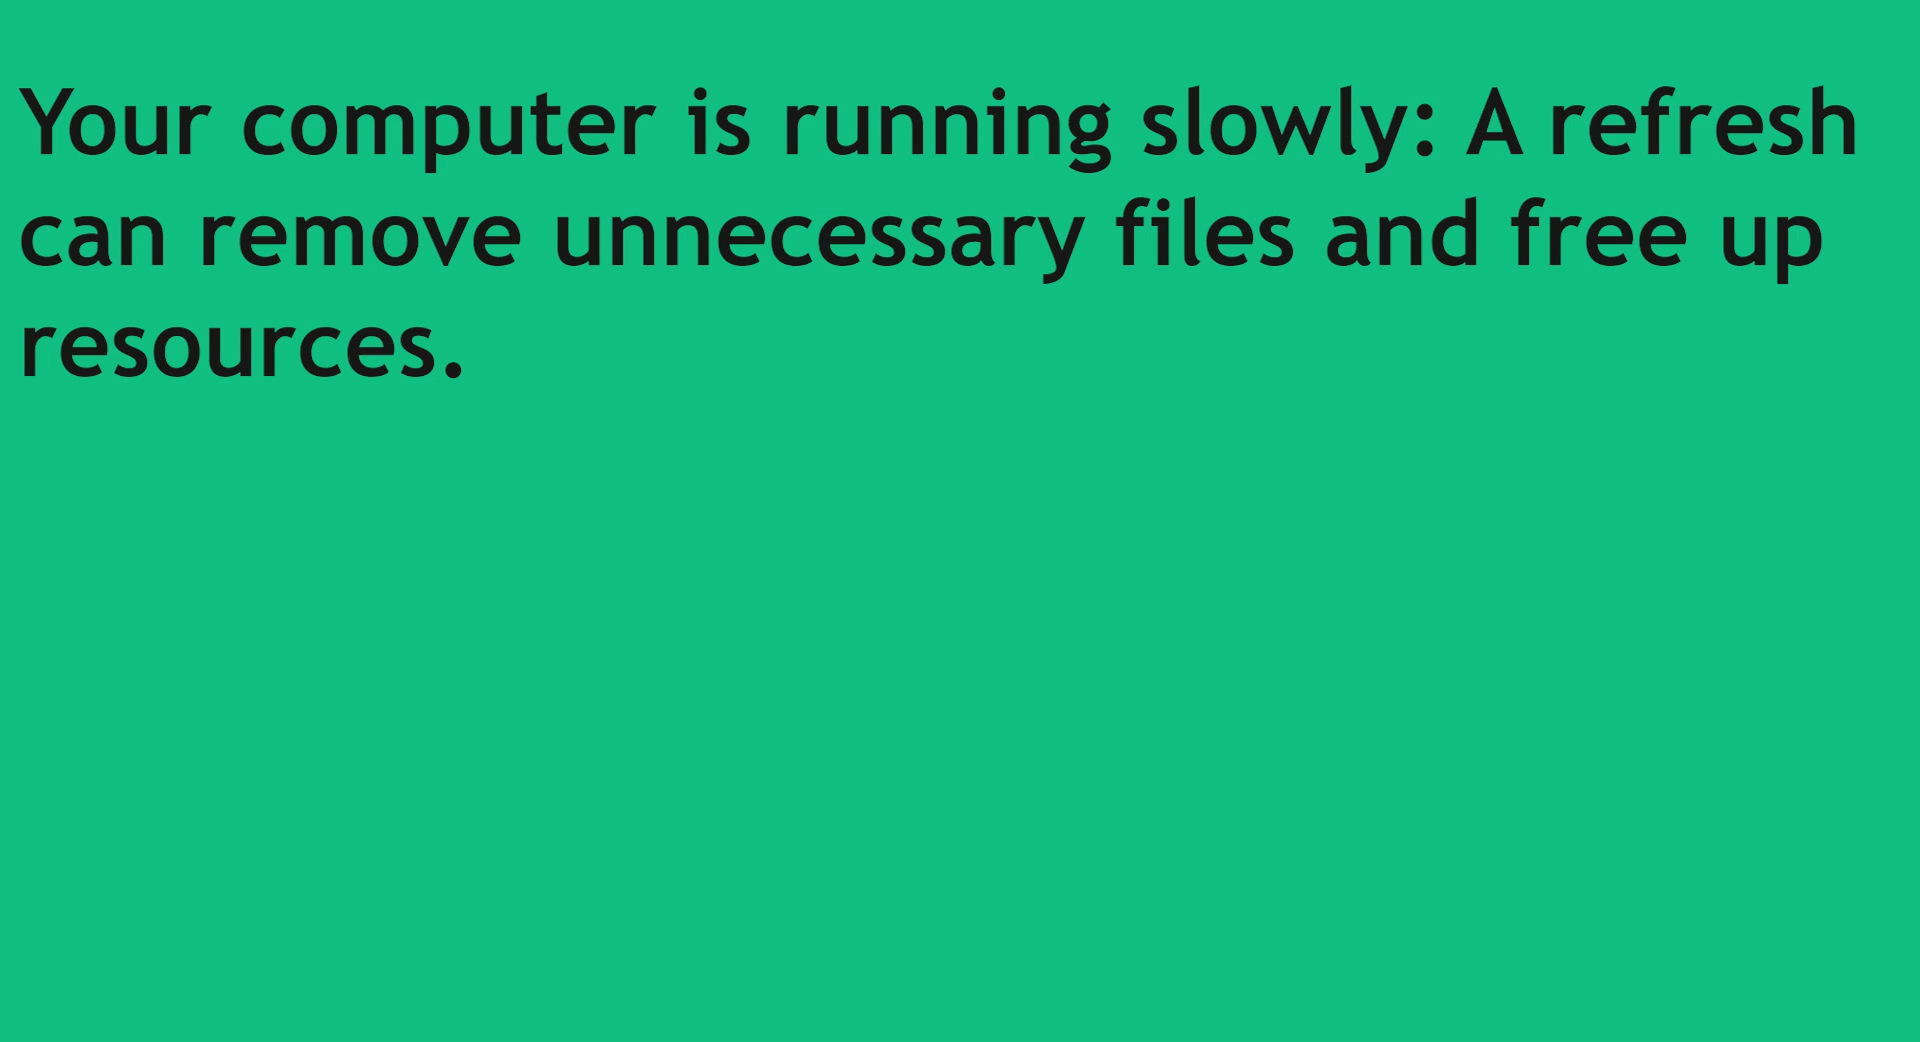 Your computer is running slowly: A refresh
can remove unnecessary files and free up
resources.